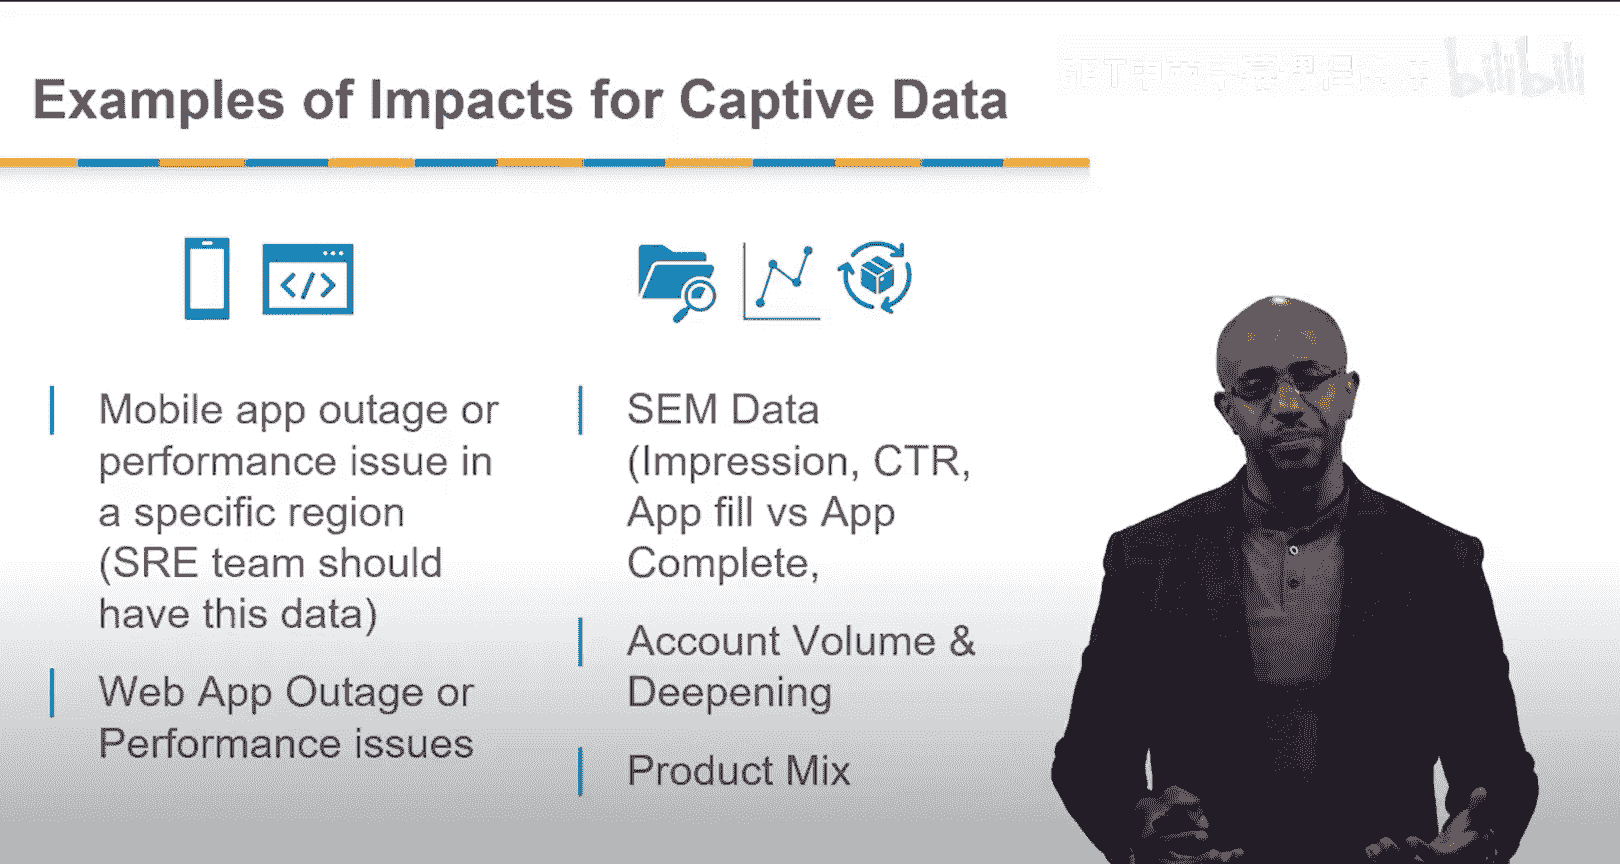 bilibili
Examples of Impacts for Captive Data
</>
Mobile app outage or
performance issue in
a specific region
(SRE team should
have this data)
Web App Outage or
Performance issues
SEM Data
(Impression, CTR,
App fill vs App
Complete,
Account Volume &
Deepening
Product Mix